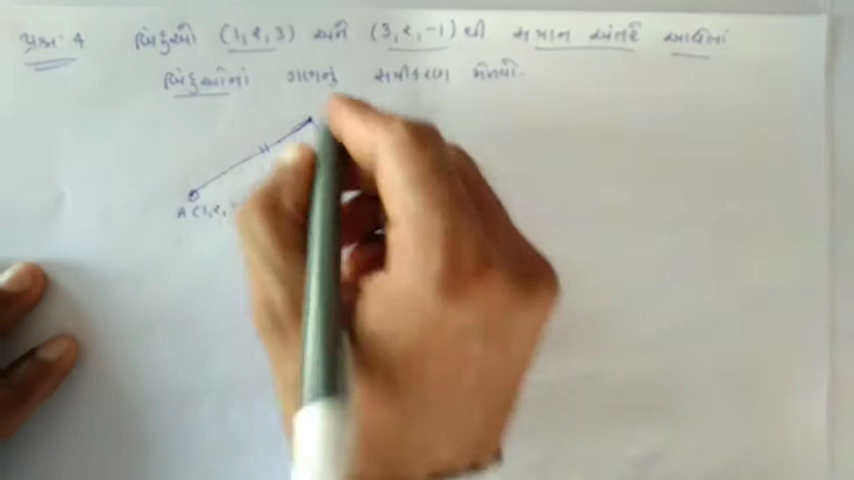 પ્રશ્ન: 4 બિંદુઓ (1,2,3) અને (3,2,-1) થી સમાન અંતરે આવેલાં
બિંદુઓનાં ગણનું સમીકરણ મેળવો.
A (1,2,